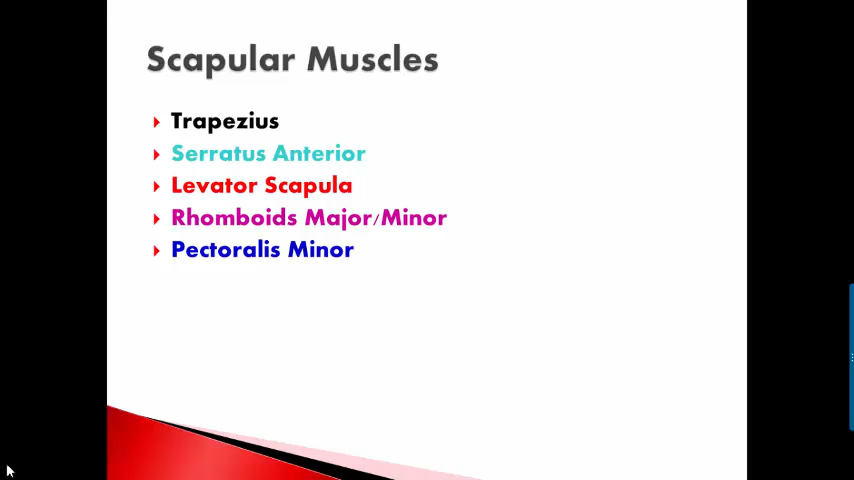 Scapular Muscles
Trapezius
Serratus Anterior
Levator Scapula
Rhomboids Major/Minor
Pectoralis Minor